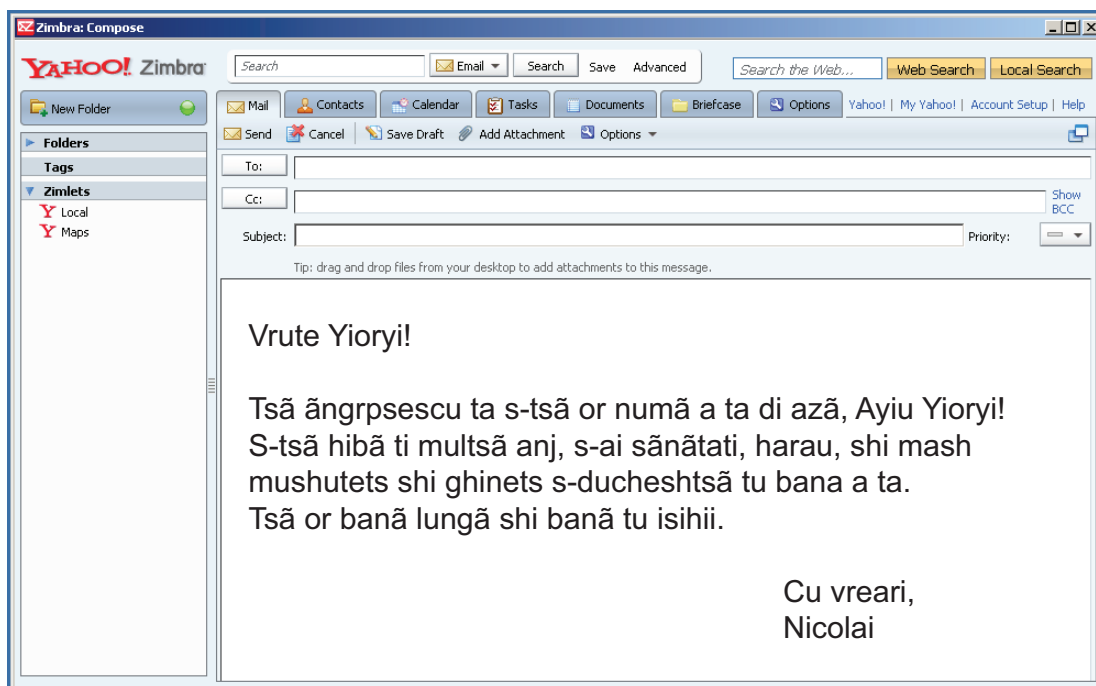 Zimbra: Compose
YAHOO! Zimbra
Search Email Search Save Advanced Search the Web... Web Search Local Search
New Folder
Mail Contacts Calendar Tasks Documents Briefcase Options Yahoo! | My Yahoo! | Account Setup | Help
Send Cancel Save Draft Add Attachment Options
Folders
Tags
Zimlets
Y Local
Y Maps
To:
Cc: Show
BCC
Subject: Priority:
Tip: drag and drop files from your desktop to add attachments to this message.
Vrute Yioryi!
Tsã ãngrpsescu ta s-tsã or numã a ta di azã, Ayiu Yioryi!
S-tsã hibã ti multsã anj, s-ai sãnãtati, harau, shi mash
mushutets shi ghinets s-ducheshtsã tu bana a ta.
Tsã or banã lungã shi banã tu isihii.
Cu vreari,
Nicolai